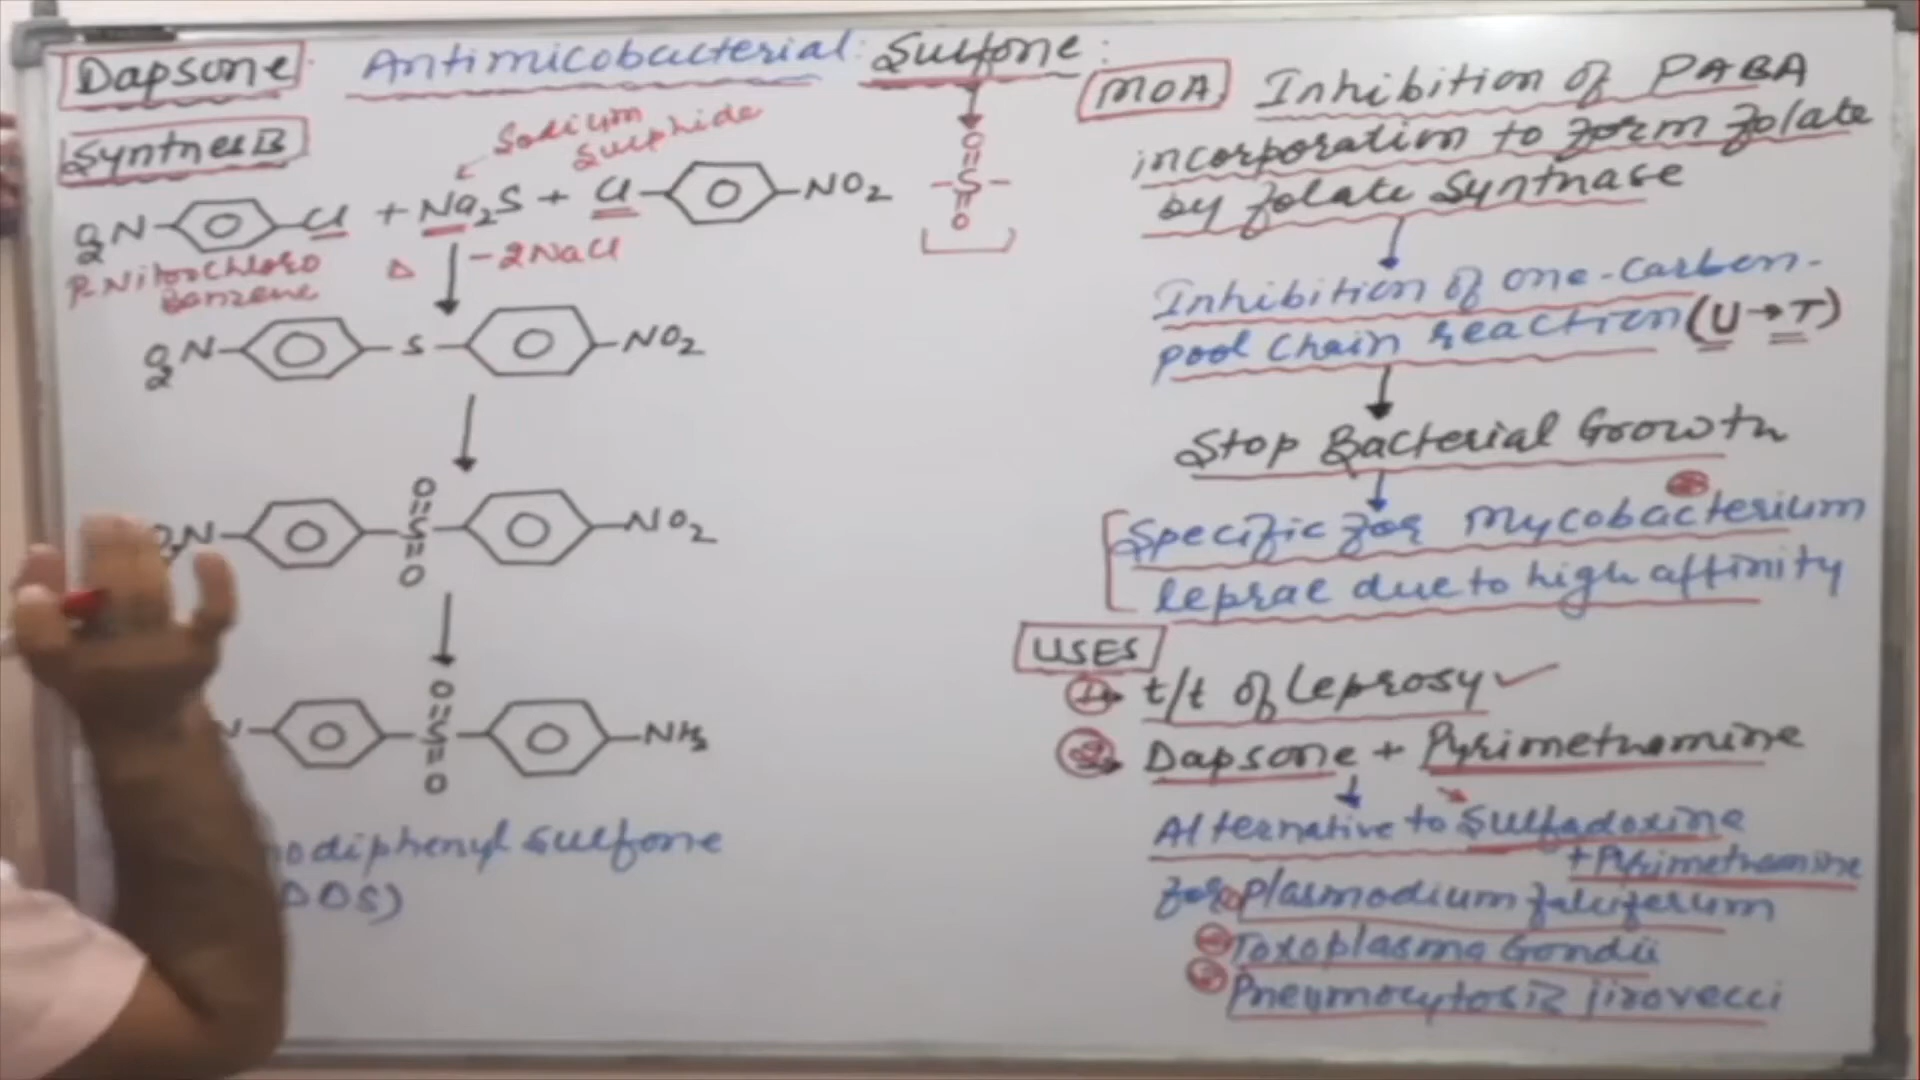 Dapsone
Antimicobacterial: Sulfone:
Synthesis
Sodium
Sulphide
O2N Cl + Na2S + Cl NO2
P-NitroChloro
Banzene
Δ -2NaCl
O
S
O
O2N S NO2
O
2N S NO2
O
O
N S NH2
O
odiphenyl Sulfone
DDS)
MOA
Inhibition of PABA
incorporation to form folate
by folate Synthase
Inhibition of one-Carbon-
Pool Chain reaction (U→T)
Stop Bacterial Growth
Specific for Mycobacterium
leprae due to high affinity
USES
1→ t/t of Leprosy ✓
2→ Dapsone + Pyrimethamine
Alternative to Sulfadoxine
+Pyrimethamine
for Plasmodium falciferum
Toxoplasma Gondii
Pneumocytosis jirovecci